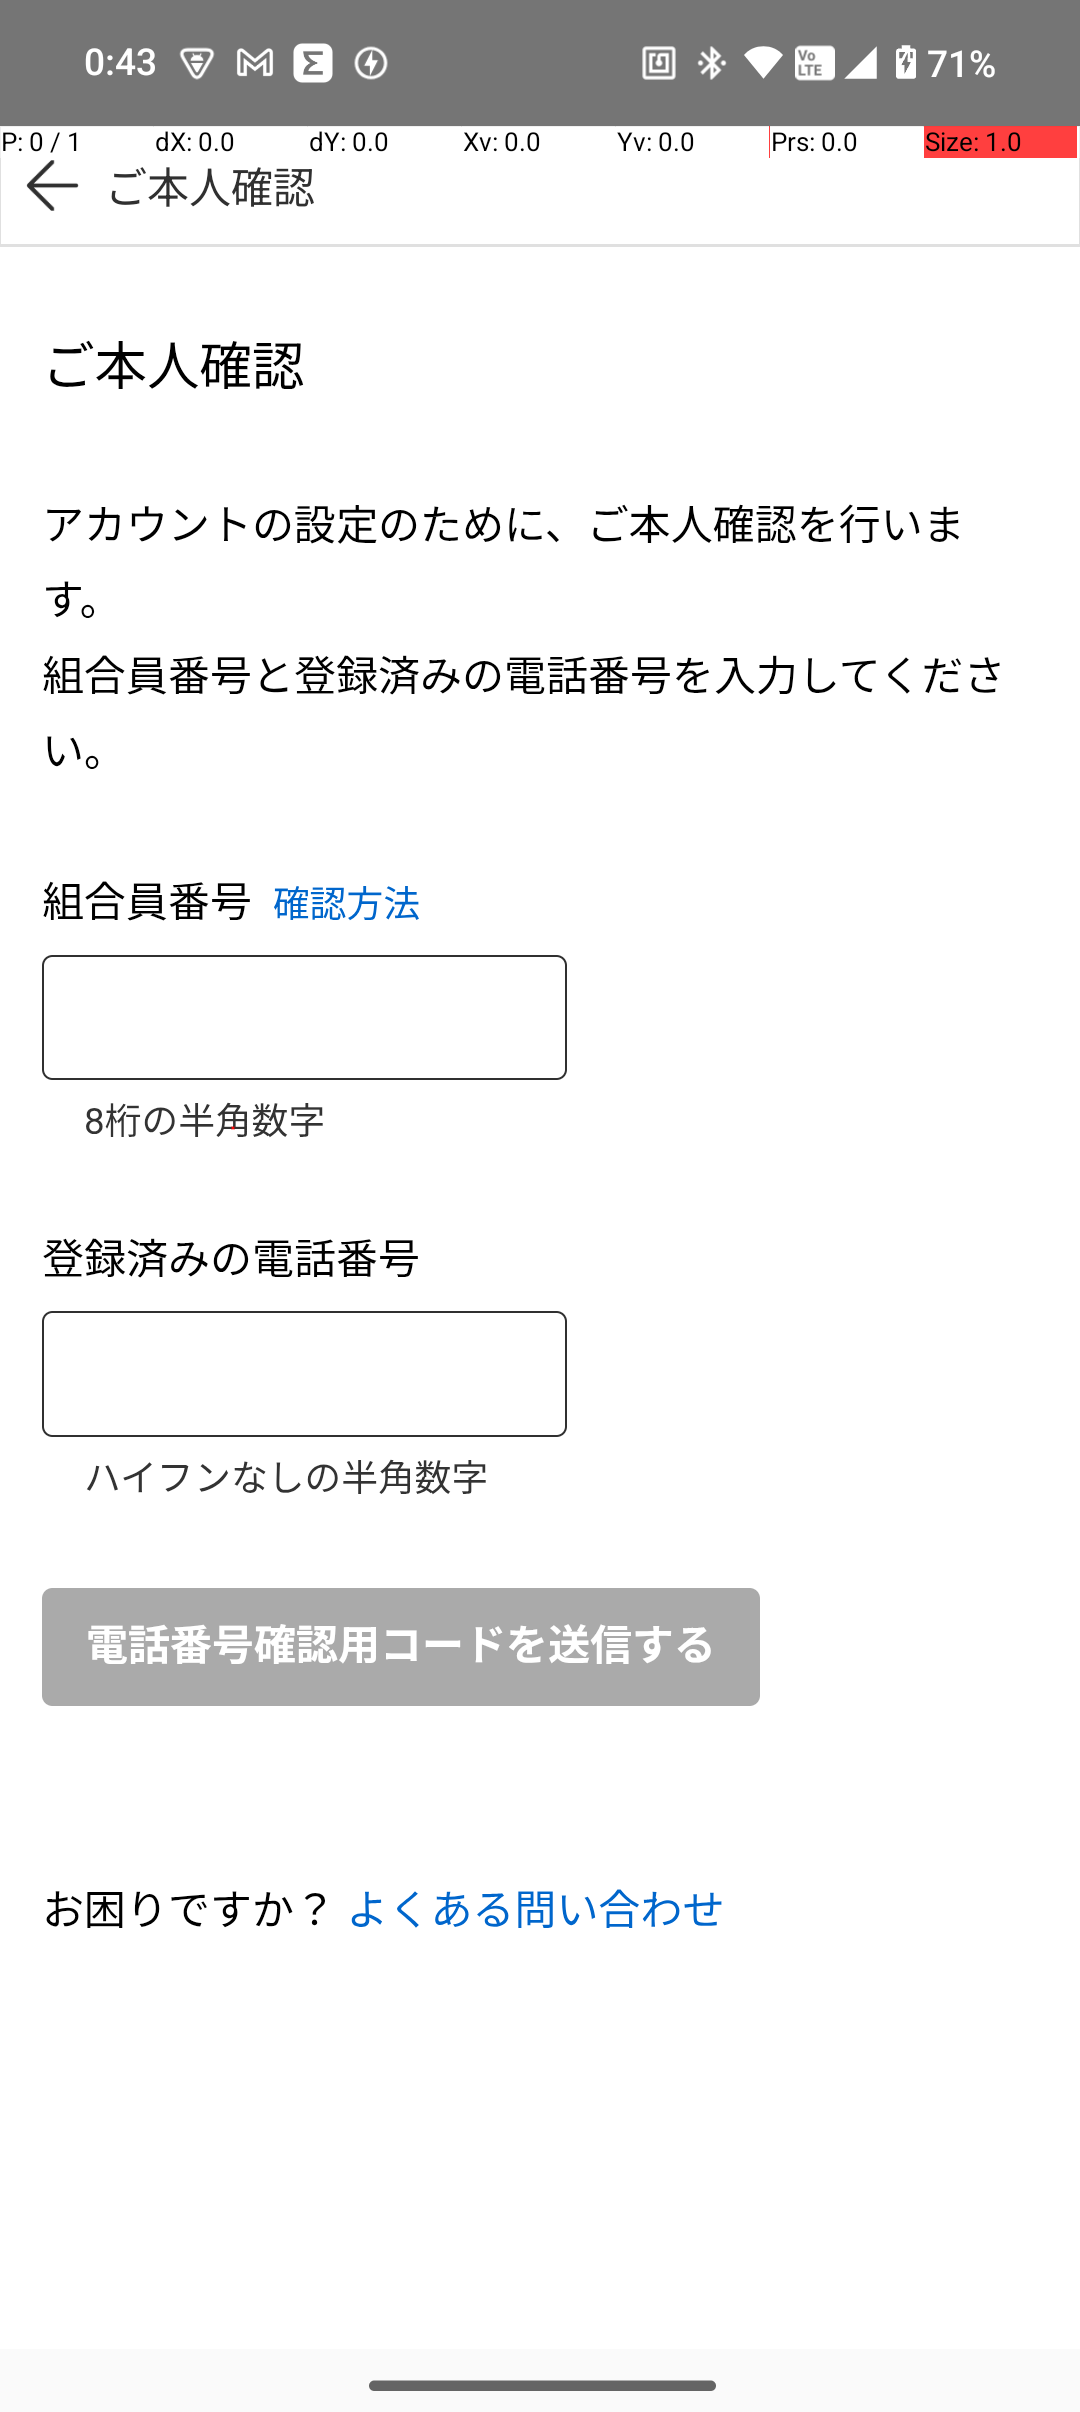 0:43
Vo LTE
71%
P: 0 / 1 dX: 0.0 dY: 0.0 Xv: 0.0 Yv: 0.0 Prs: 0.0 Size: 1.0
ご本人確認
ご本人確認
アカウントの設定のために、ご本人確認を行いま
す。
組合員番号と登録済みの電話番号を入力してくださ
い。
組合員番号 確認方法
8桁の半角数字
登録済みの電話番号
ハイフンなしの半角数字
電話番号確認用コードを送信する
お困りですか？ よくある問い合わせ